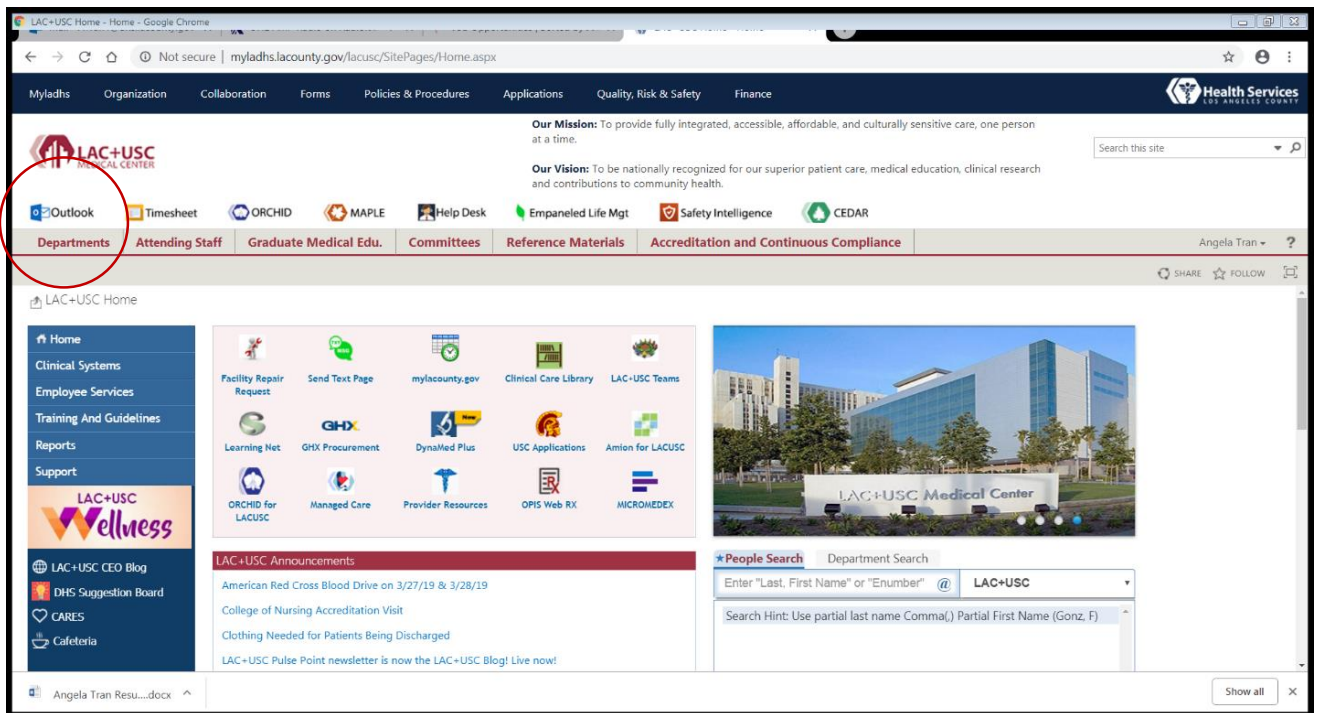 LAC+USC Home - Home - Google Chrome
Not secure | myladhs.lacounty.gov/lacusc/SitePages/Home.aspx
Myladhs Organization Collaboration Forms Policies & Procedures Applications Quality, Risk & Safety Finance
Health Services
LOS ANGELES COUNTY
LAC+USC
MEDICAL CENTER
Our Mission: To provide fully integrated, accessible, affordable, and culturally sensitive care, one person
at a time.
Our Vision: To be nationally recognized for our superior patient care, medical education, clinical research
and contributions to community health.
Search this site
Outlook Timesheet ORCHID MAPLE Help Desk Empaneled Life Mgt Safety Intelligence CEDAR
Departments Attending Staff Graduate Medical Edu. Committees Reference Materials Accreditation and Continuous Compliance
Angela Tran ?
SHARE FOLLOW
LAC+USC Home
Home
Clinical Systems
Employee Services
Training And Guidelines
Reports
Support
LAC+USC
Wellness
LAC+USC CEO Blog
DHS Suggestion Board
CARES
Cafeteria
Facility Repair
Request
Send Text Page
mylacounty.gov
Clinical Care Library
LAC+USC Teams
Learning Net
GHX
GHX Procurement
New
DynaMed Plus
USC Applications
Amion for LACUSC
ORCHID for
LACUSC
Managed Care
Provider Resources
OPIS Web RX
MICROMEDEX
LAC+USC Medical Center
LAC+USC Announcements
American Red Cross Blood Drive on 3/27/19 & 3/28/19
College of Nursing Accreditation Visit
Clothing Needed for Patients Being Discharged
LAC+USC Pulse Point newsletter is now the LAC+USC Blog! Live now!
People Search Department Search
Enter "Last, First Name" or "Enumber" @ LAC+USC
Search Hint: Use partial last name Comma(,) Partial First Name (Gonz, F)
Angela Tran Resu....docx
Show all